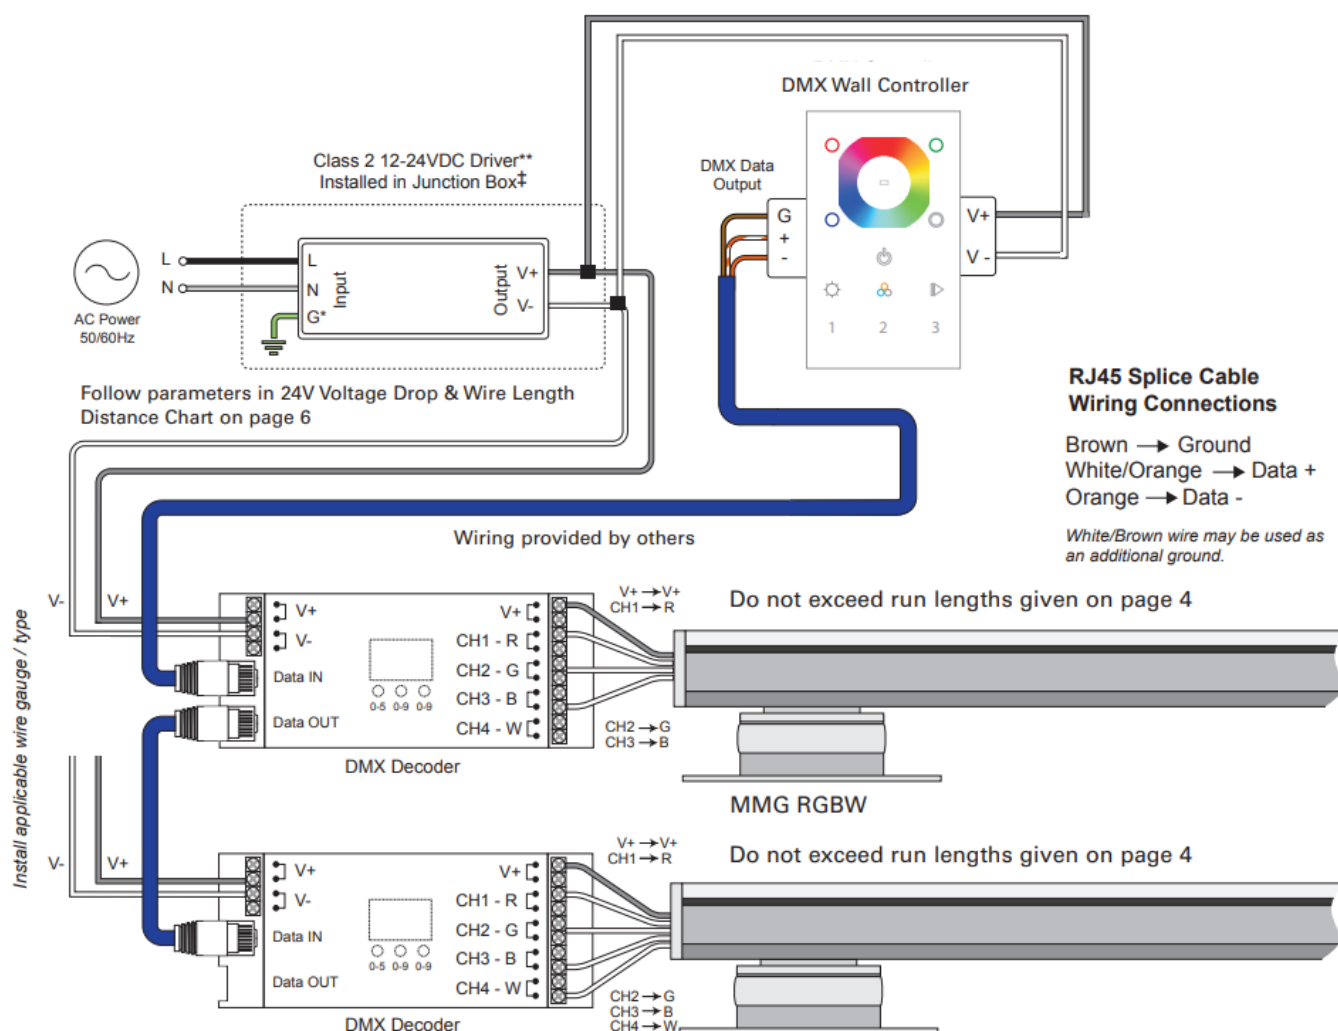 DMX Wall Controller
Class 2 12-24VDC Driver**
Installed in Junction Box‡
DMX Data
Output
G
+
-
V+
V -
L
N
L
N
G*
Input
Output
V+
V-
AC Power
50/60Hz
1 2 3
Follow parameters in 24V Voltage Drop & Wire Length
Distance Chart on page 6
RJ45 Splice Cable
Wiring Connections
Brown → Ground
White/Orange → Data +
Orange → Data -
White/Brown wire may be used as
an additional ground.
Wiring provided by others
Install applicable wire gauge / type
V- V+
V+
V-
Data IN
Data OUT
0-5 0-9 0-9
V+
CH1 - R
CH2 - G
CH3 - B
CH4 - W
DMX Decoder
V+ → V+
CH1 → R
CH2 → G
CH3 → B
Do not exceed run lengths given on page 4
MMG RGBW
V- V+
V+
V-
Data IN
Data OUT
0-5 0-9 0-9
V+
CH1 - R
CH2 - G
CH3 - B
CH4 - W
DMX Decoder
V+ → V+
CH1 → R
CH2 → G
CH3 → B
CH4 → W
Do not exceed run lengths given on page 4